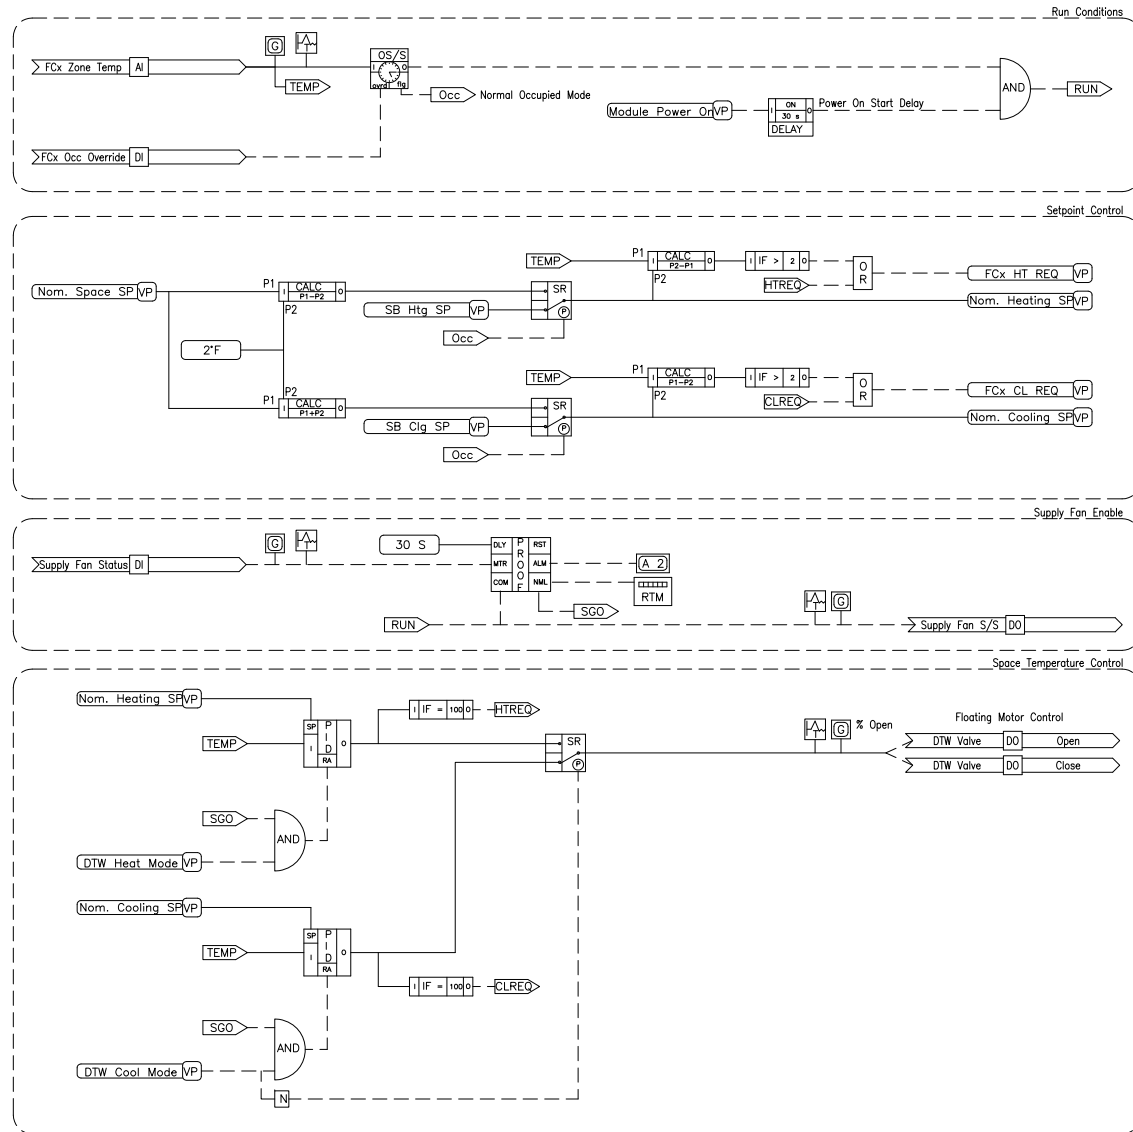 Run Conditions
G
OS/S
FCx Zone Temp AI
I O
TEMP
ovrd flg
Occ Normal Occupied Mode
AND
RUN
Module Power On VP
I ON O
30 s
DELAY
Power On Start Delay
FCx Occ Override DI
Setpoint Control
TEMP
P1 I CALC O
P2-P1
I IF > 2 O
P2
OR
HTREQ
FCx HT REQ VP
Nom. Space SP VP
P1 I CALC O
P1-P2
P2
SR
P
SB Htg SP VP
Nom. Heating SP VP
Occ
2°F
TEMP
P1 I CALC O
P1-P2
I IF > 2 O
P2
OR
CLREQ
FCx CL REQ VP
P2
P1 I CALC O
P1+P2
SR
P
SB Clg SP VP
Nom. Cooling SP VP
Occ
Supply Fan Enable
G
30 S
DLY PROOF RST
MTR ALM
COM NML
A 2
Supply Fan Status DI
RTM
SGO
RUN
G
Supply Fan S/S DO
Space Temperature Control
Nom. Heating SP VP
I IF = 100 O
HTREQ
SP PID
I O
RA
TEMP
SR
P
G % Open
Floating Motor Control
DTW Valve DO Open
DTW Valve DO Close
SGO
AND
DTW Heat Mode VP
Nom. Cooling SP VP
SP PID
I O
RA
TEMP
I IF = 100 O
CLREQ
SGO
AND
DTW Cool Mode VP
N